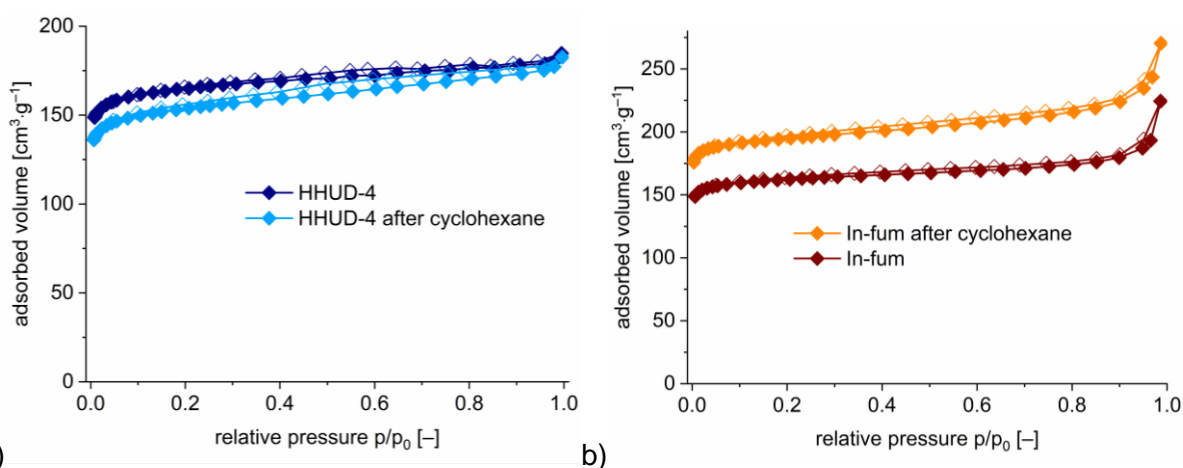 200
150
100
50
0
adsorbed volume [cm³·g⁻¹]
HHUD-4
HHUD-4 after cyclohexane
0.0 0.2 0.4 0.6 0.8 1.0
relative pressure p/p₀ [–]
)
250
200
150
100
50
0
adsorbed volume [cm³·g⁻¹]
In-fum after cyclohexane
In-fum
0.0 0.2 0.4 0.6 0.8 1.0
relative pressure p/p₀ [–]
b)